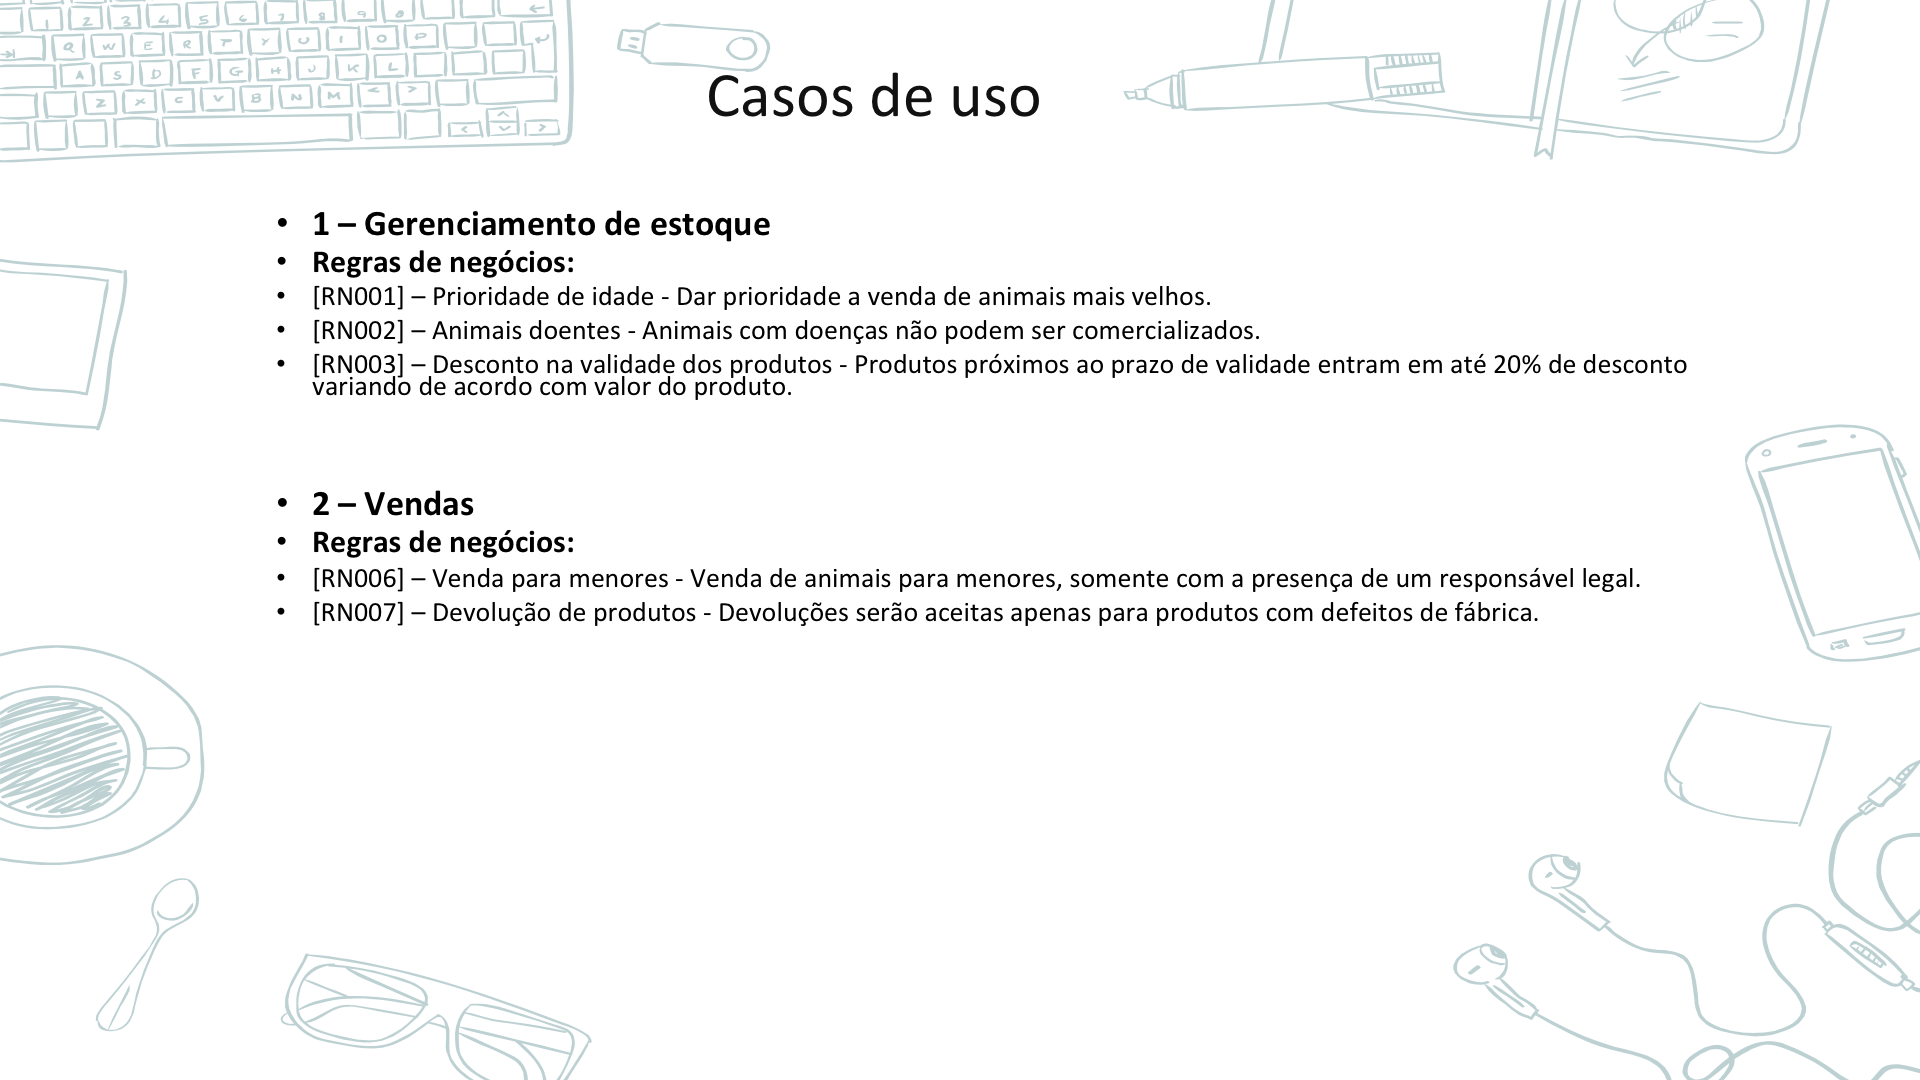 Casos de uso
• 1 – Gerenciamento de estoque
• Regras de negócios:
• [RN001] – Prioridade de idade - Dar prioridade a venda de animais mais velhos.
• [RN002] – Animais doentes - Animais com doenças não podem ser comercializados.
• [RN003] – Desconto na validade dos produtos - Produtos próximos ao prazo de validade entram em até 20% de desconto
variando de acordo com valor do produto.
• 2 – Vendas
• Regras de negócios:
• [RN006] – Venda para menores - Venda de animais para menores, somente com a presença de um responsável legal.
• [RN007] – Devolução de produtos - Devoluções serão aceitas apenas para produtos com defeitos de fábrica.